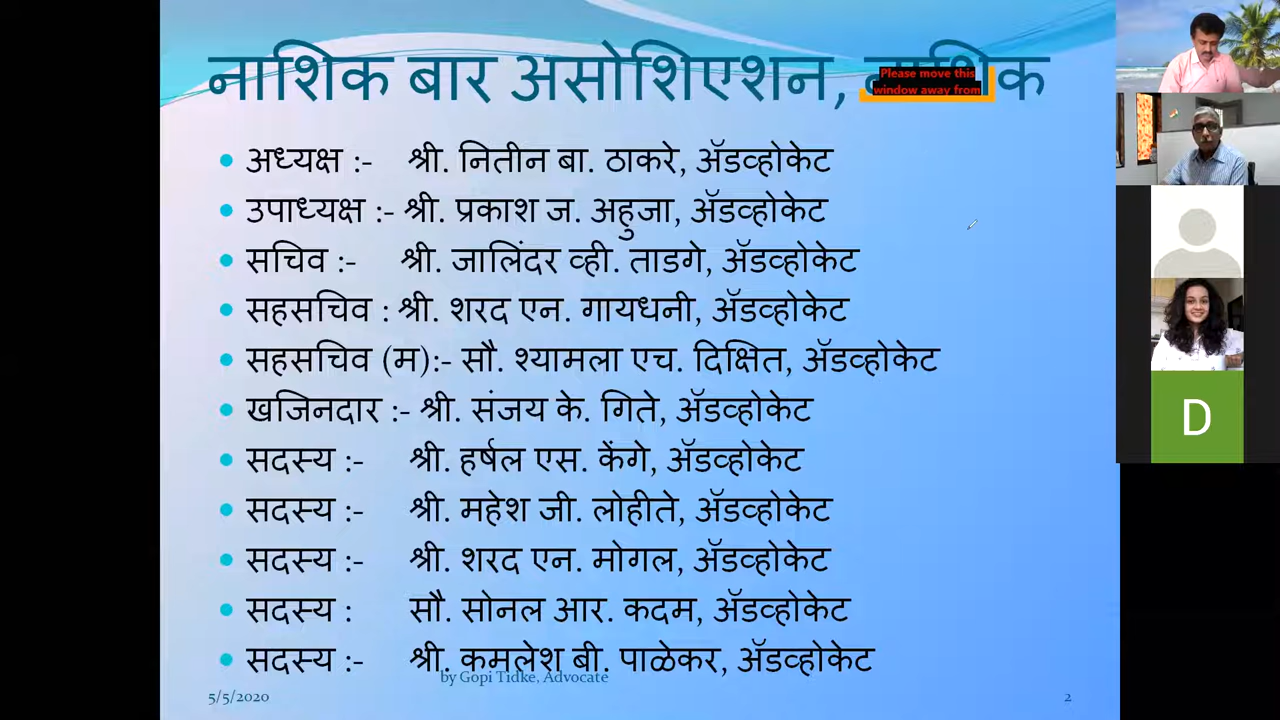 नाशिक बार असोशिएशन, नाशिक
Please move this
window away from
• अध्यक्ष :- श्री. नितीन बा. ठाकरे, ॲडव्होकेट
• उपाध्यक्ष :- श्री. प्रकाश ज. अहुजा, ॲडव्होकेट
• सचिव :- श्री. जालिंदर व्ही. ताडगे, ॲडव्होकेट
• सहसचिव : श्री. शरद एन. गायधनी, ॲडव्होकेट
• सहसचिव (म):- सौ. श्यामला एच. दिक्षित, ॲडव्होकेट
• खजिनदार :- श्री. संजय के. गिते, ॲडव्होकेट
• सदस्य :- श्री. हर्षल एस. केंगे, ॲडव्होकेट
• सदस्य :- श्री. महेश जी. लोहीते, ॲडव्होकेट
• सदस्य :- श्री. शरद एन. मोगल, ॲडव्होकेट
• सदस्य : सौ. सोनल आर. कदम, ॲडव्होकेट
• सदस्य :- श्री. कमलेश बी. पाळेकर, ॲडव्होकेट
by Gopi Tidke, Advocate
5/5/2020
2
D